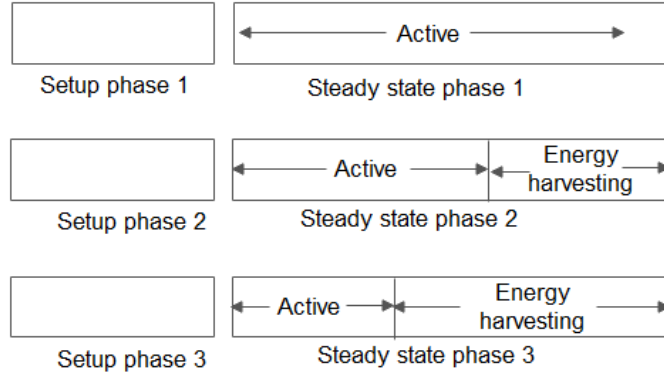 Active
Setup phase 1
Steady state phase 1
Active
Energy
harvesting
Setup phase 2
Steady state phase 2
Active
Energy
harvesting
Setup phase 3
Steady state phase 3